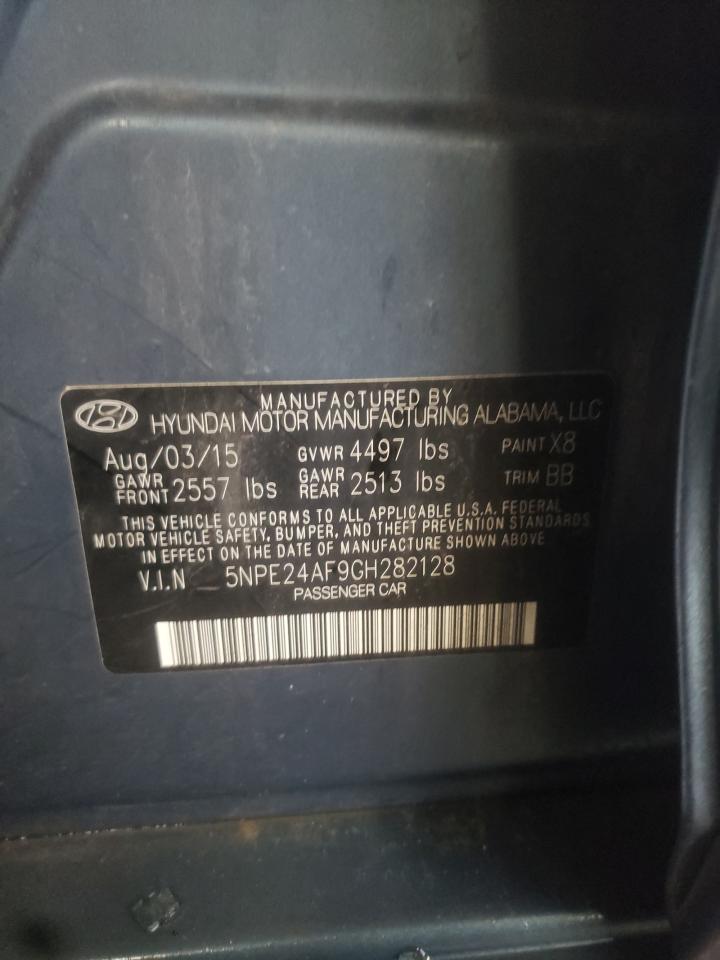 MANUFACTURED BY
HYUNDAI MOTOR MANUFACTURING ALABAMA, LLC
Aug/03/15 GVWR 4497 lbs PAINT X8
GAWR FRONT 2557 lbs GAWR REAR 2513 lbs TRIM BB
THIS VEHICLE CONFORMS TO ALL APPLICABLE U.S.A. FEDERAL
MOTOR VEHICLE SAFETY, BUMPER, AND THEFT PREVENTION STANDARDS
IN EFFECT ON THE DATE OF MANUFACTURE SHOWN ABOVE
V.I.N 5NPE24AF9GH282128
PASSENGER CAR